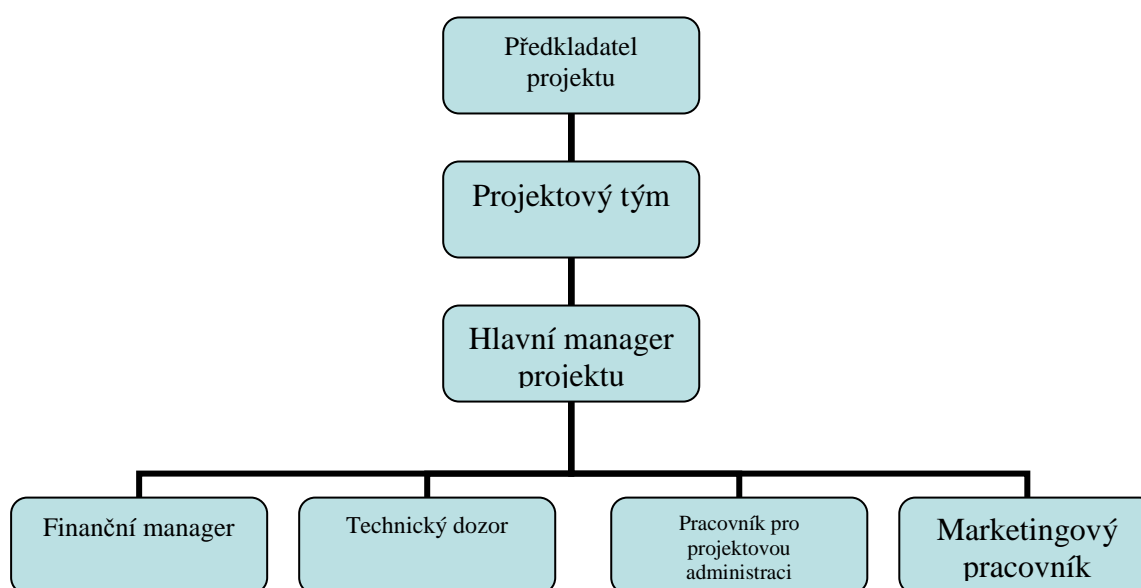 Předkladatel
projektu
Projektový tým
Hlavní manager
projektu
Finanční manager
Technický dozor
Pracovník pro
projektovou
administraci
Marketingový
pracovník